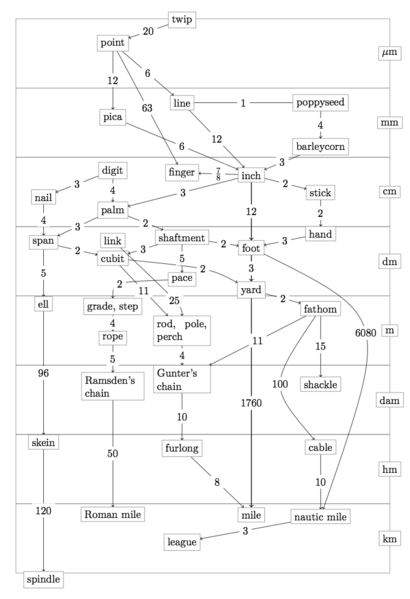 twip
20
point
µm
12
6
63
line
1
poppyseed
mm
pica
12
4
6
barleycorn
3
digit
finger
7/8
inch
cm
nail
3
4
3
2
stick
4
palm
3
2
12
2
span
link
shaftment
2
foot
3
hand
2
cubit
3
5
3
dm
5
2
pace
2
11
25
yard
2
ell
grade, step
fathom
4
rod, pole,
perch
6080
m
rope
11
15
5
4
96
Ramsden's
chain
Gunter's
chain
100
shackle
dam
10
1760
skein
50
furlong
cable
hm
8
10
120
Roman mile
mile
nautic mile
3
league
km
spindle